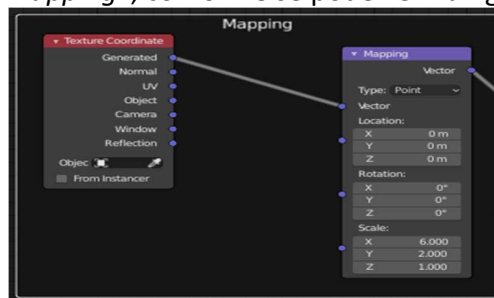 Mapping
Texture Coordinate
Generated
Normal
UV
Object
Camera
Window
Reflection
Objec
From Instancer
Mapping
Vector
Type: Point
Vector
Location:
X 0 m
Y 0 m
Z 0 m
Rotation:
X 0°
Y 0°
Z 0°
Scale:
X 6.000
Y 2.000
Z 1.000